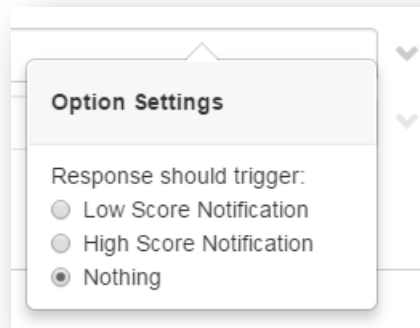 Option Settings
Response should trigger:
Low Score Notification
High Score Notification
Nothing